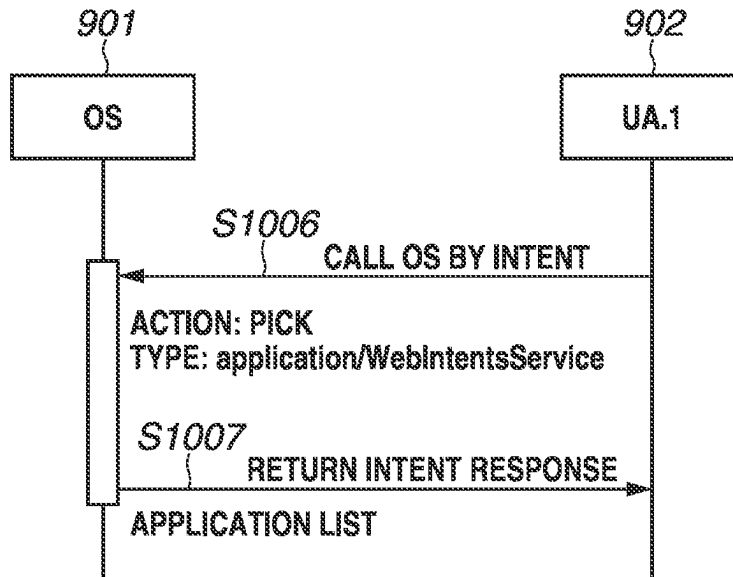 901
902
OS
UA.1
S1006
CALL OS BY INTENT
ACTION: PICK
TYPE: application/WebIntentsService
S1007
RETURN INTENT RESPONSE
APPLICATION LIST